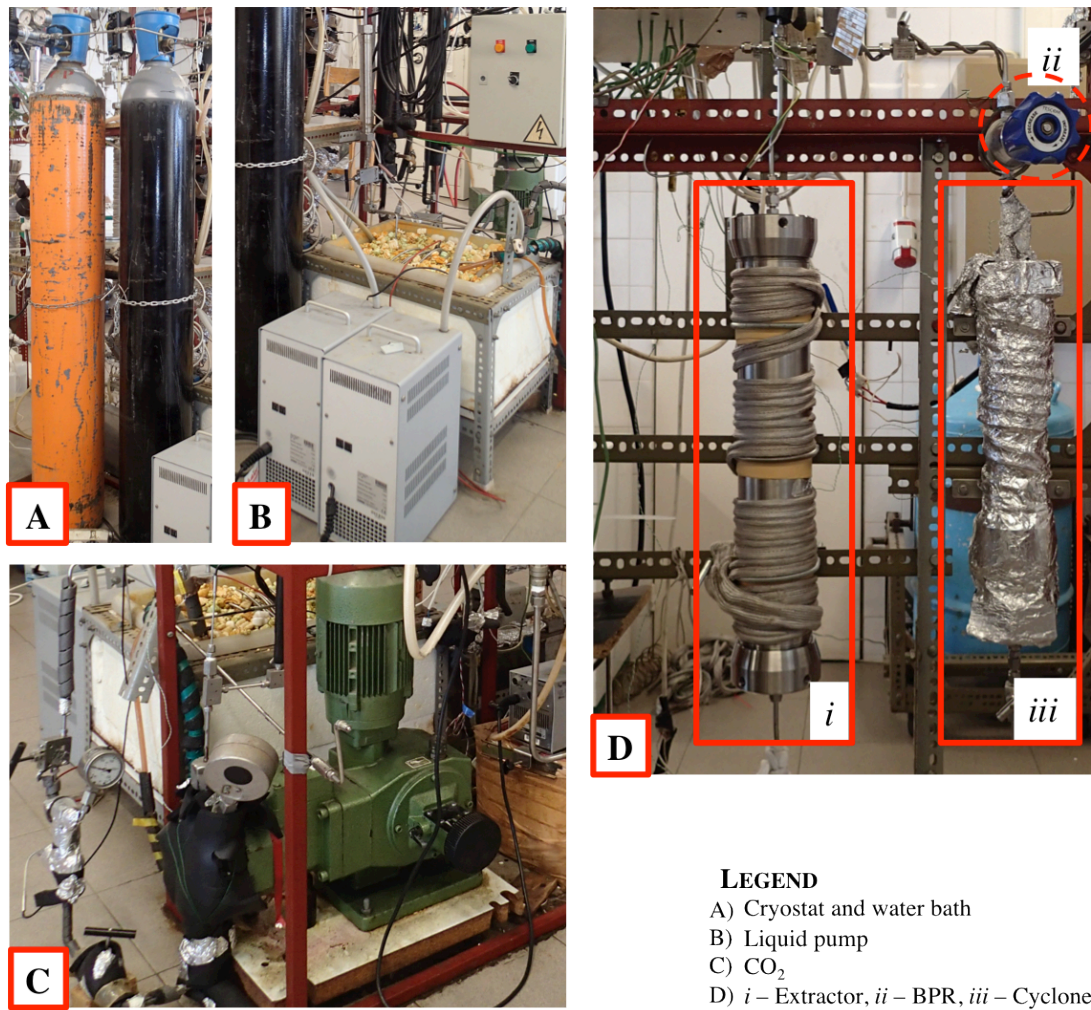 A
B
ii
i
iii
D
C
LEGEND
A) Cryostat and water bath
B) Liquid pump
C) CO₂
D) i – Extractor, ii – BPR, iii – Cyclone